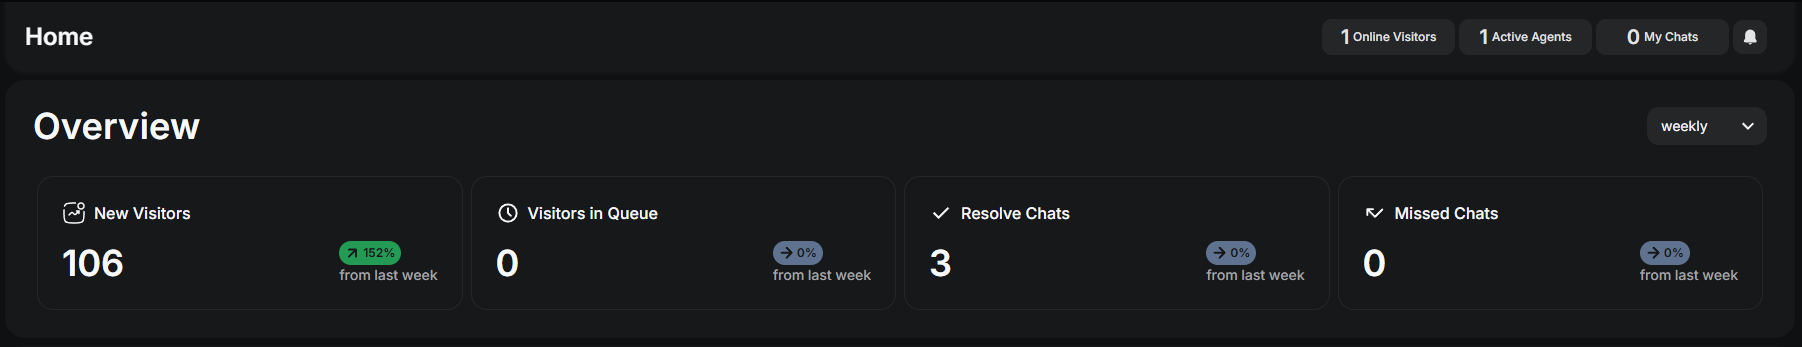 Home
1 Online Visitors
1 Active Agents
0 My Chats
Overview
weekly
New Visitors
106
152%
from last week
Visitors in Queue
0
0%
from last week
Resolve Chats
3
0%
from last week
Missed Chats
0
0%
from last week